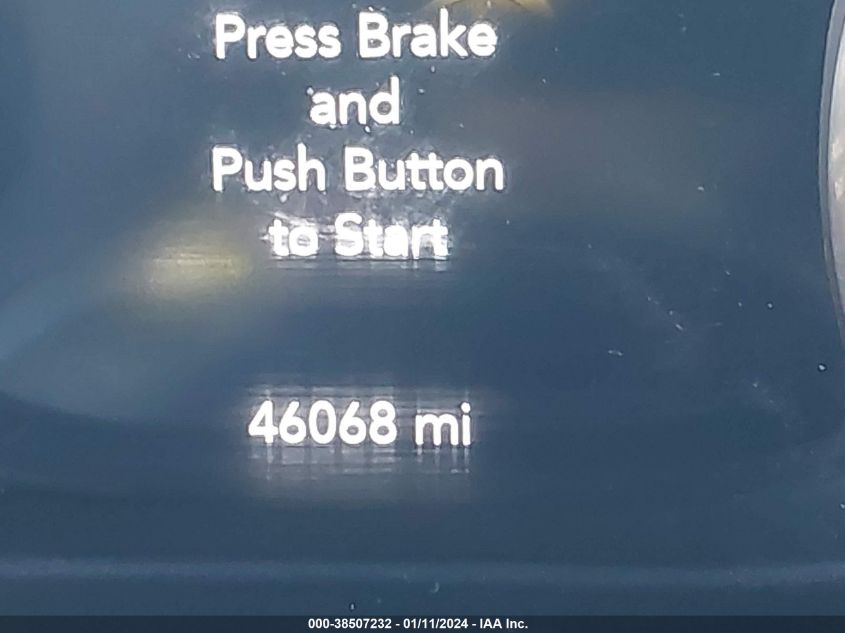 Press Brake
and
Push Button
to Start
46068 mi
000-38507232 - 01/11/2024 - IAA Inc.